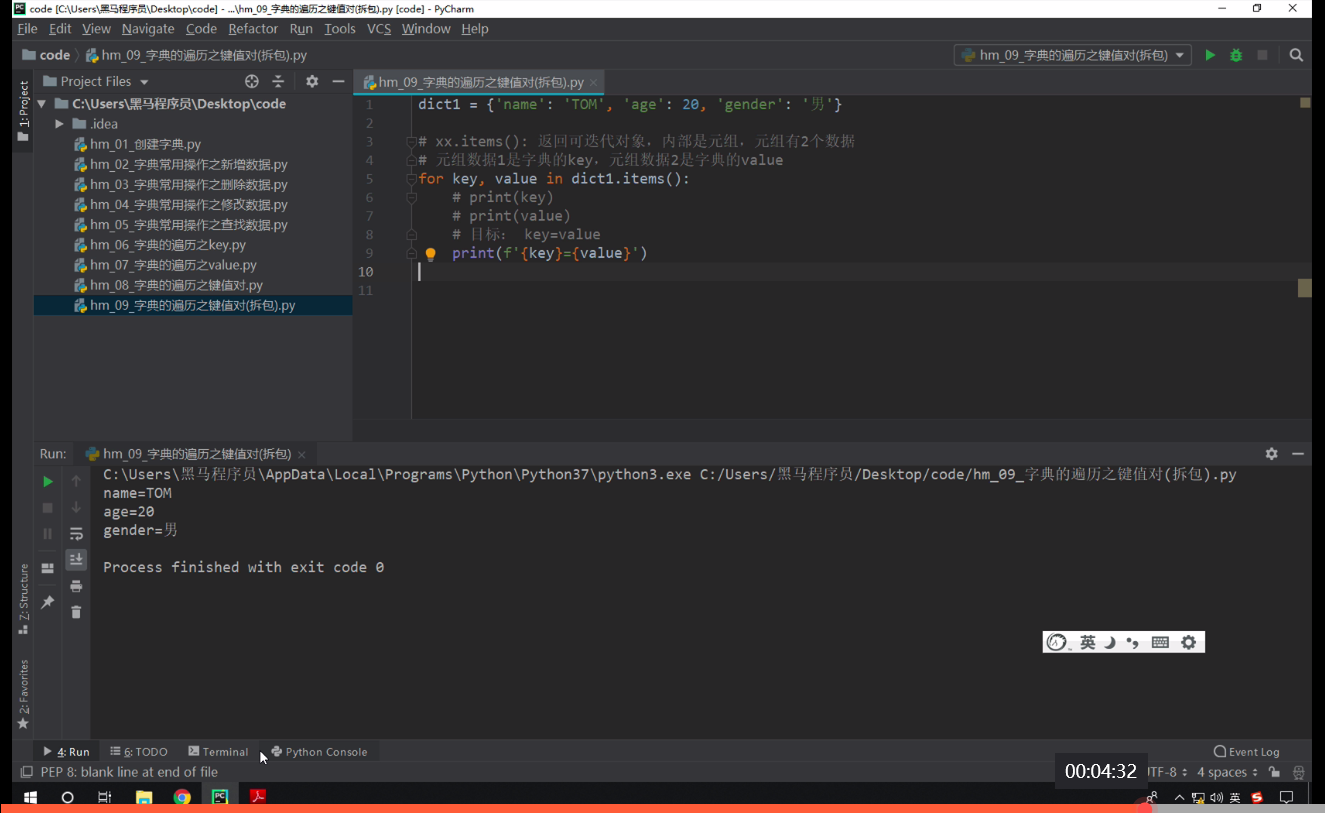 code [C:\Users\黑马程序员\Desktop\code] - ...\hm_09_字典的遍历之键值对(拆包).py [code] - PyCharm
File Edit View Navigate Code Refactor Run Tools VCS Window Help
code hm_09_字典的遍历之键值对(拆包).py
hm_09_字典的遍历之键值对(拆包)
1: Project
Project Files
hm_09_字典的遍历之键值对(拆包).py
C:\Users\黑马程序员\Desktop\code
.idea
hm_01_创建字典.py
hm_02_字典常用操作之新增数据.py
hm_03_字典常用操作之删除数据.py
hm_04_字典常用操作之修改数据.py
hm_05_字典常用操作之查找数据.py
hm_06_字典的遍历之key.py
hm_07_字典的遍历之value.py
hm_08_字典的遍历之键值对.py
hm_09_字典的遍历之键值对(拆包).py
1 dict1 = {'name': 'TOM', 'age': 20, 'gender': '男'}
2
3 # xx.items(): 返回可迭代对象，内部是元组，元组有2个数据
4 # 元组数据1是字典的key，元组数据2是字典的value
5 for key, value in dict1.items():
6 # print(key)
7 # print(value)
8 # 目标： key=value
9 print(f'{key}={value}')
10
11
Run: hm_09_字典的遍历之键值对(拆包)
C:\Users\黑马程序员\AppData\Local\Programs\Python\Python37\python3.exe C:/Users/黑马程序员/Desktop/code/hm_09_字典的遍历之键值对(拆包).py
name=TOM
age=20
gender=男
Process finished with exit code 0
Z: Structure
2: Favorites
英
4: Run 6: TODO Terminal Python Console Event Log
PEP 8: blank line at end of file 00:04:32 UTF-8 4 spaces
英